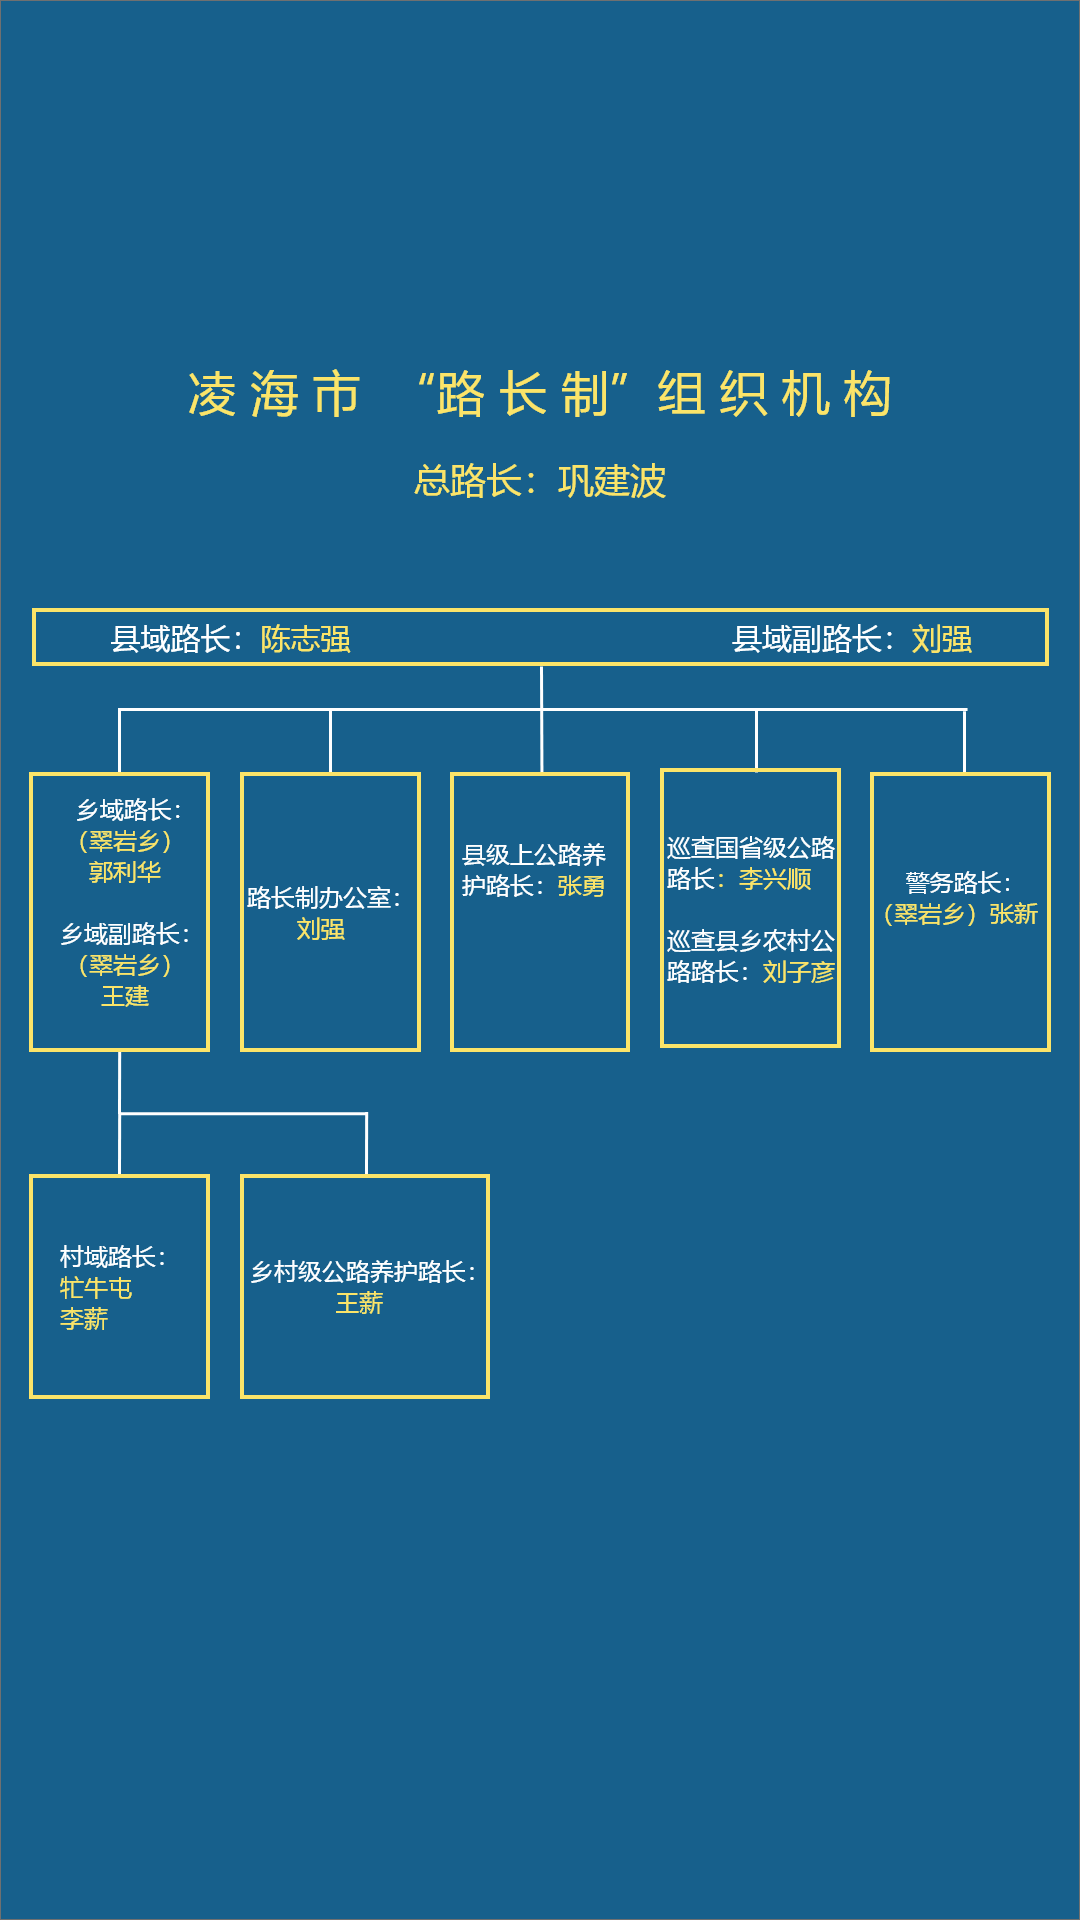 凌海市 “路长制”组织机构
总路长：巩建波
县域路长：陈志强
县域副路长：刘强
乡域路长：
（翠岩乡）
郭利华
乡域副路长：
（翠岩乡）
王建
路长制办公室：
刘强
县级上公路养
护路长：张勇
巡查国省级公路
路长：李兴顺
巡查县乡农村公
路路长：刘子彦
警务路长：
（翠岩乡）张新
村域路长：
牤牛屯
李薪
乡村级公路养护路长：
王薪